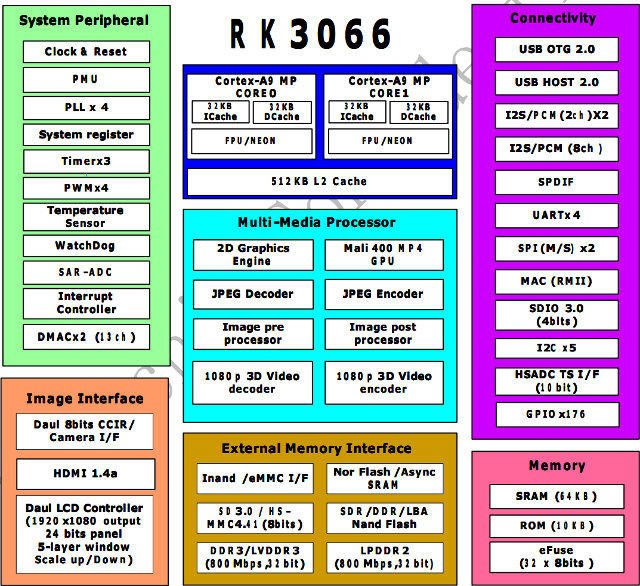 RK3066
System Peripheral
Clock & Reset
PMU
PLL x 4
System register
Timerx3
PWMx4
Temperature
Sensor
WatchDog
SAR-ADC
Interrupt
Controller
DMACx2 (13ch)
Image Interface
Daul 8bits CCIR/
Camera I/F
HDMI 1.4a
Daul LCD Controller
(1920x1080 output
24 bits panel
5-layer window
Scale up/Down)
Cortex-A9 MP
CORE0
32KB
ICache
32KB
DCache
FPU/NEON
Cortex-A9 MP
CORE1
32KB
ICache
32KB
DCache
FPU/NEON
512KB L2 Cache
Multi-Media Processor
2D Graphics
Engine
Mali 400 MP4
GPU
JPEG Decoder
JPEG Encoder
Image pre
processor
Image post
processor
1080p 3D Video
decoder
1080p 3D Video
encoder
External Memory Interface
Inand /eMMC I/F
Nor Flash /Async
SRAM
SD3.0 / HS-
MMC4.41 (8bits)
SDR/DDR/LBA
Nand Flash
DDR3/LVDDR3
(800 Mbps,32 bit)
LPDDR2
(800 Mbps,32 bit)
Connectivity
USB OTG 2.0
USB HOST 2.0
I2S/PCM (2ch)X2
I2S/PCM (8ch)
SPDIF
UARTx4
SPI(M/S) x2
MAC (RMII)
SDIO 3.0
(4bits)
I2C x5
HSADC TS I/F
(10 bit)
GPIO x176
Memory
SRAM (64KB)
ROM (10KB)
eFuse
(32 x 8bits)